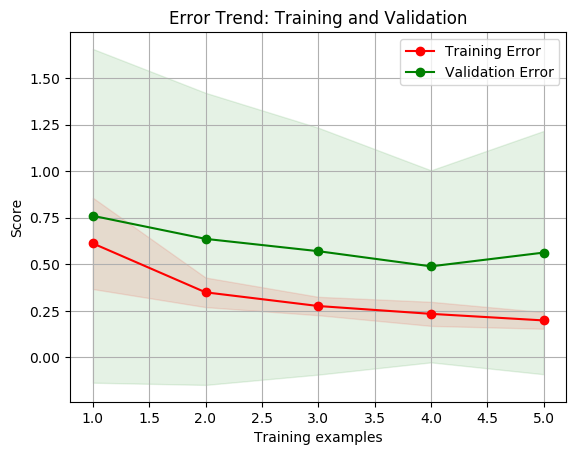 Error Trend: Training and Validation
Training Error
Validation Error
1.50
1.25
1.00
0.75
0.50
0.25
0.00
Score
1.0 1.5 2.0 2.5 3.0 3.5 4.0 4.5 5.0
Training examples